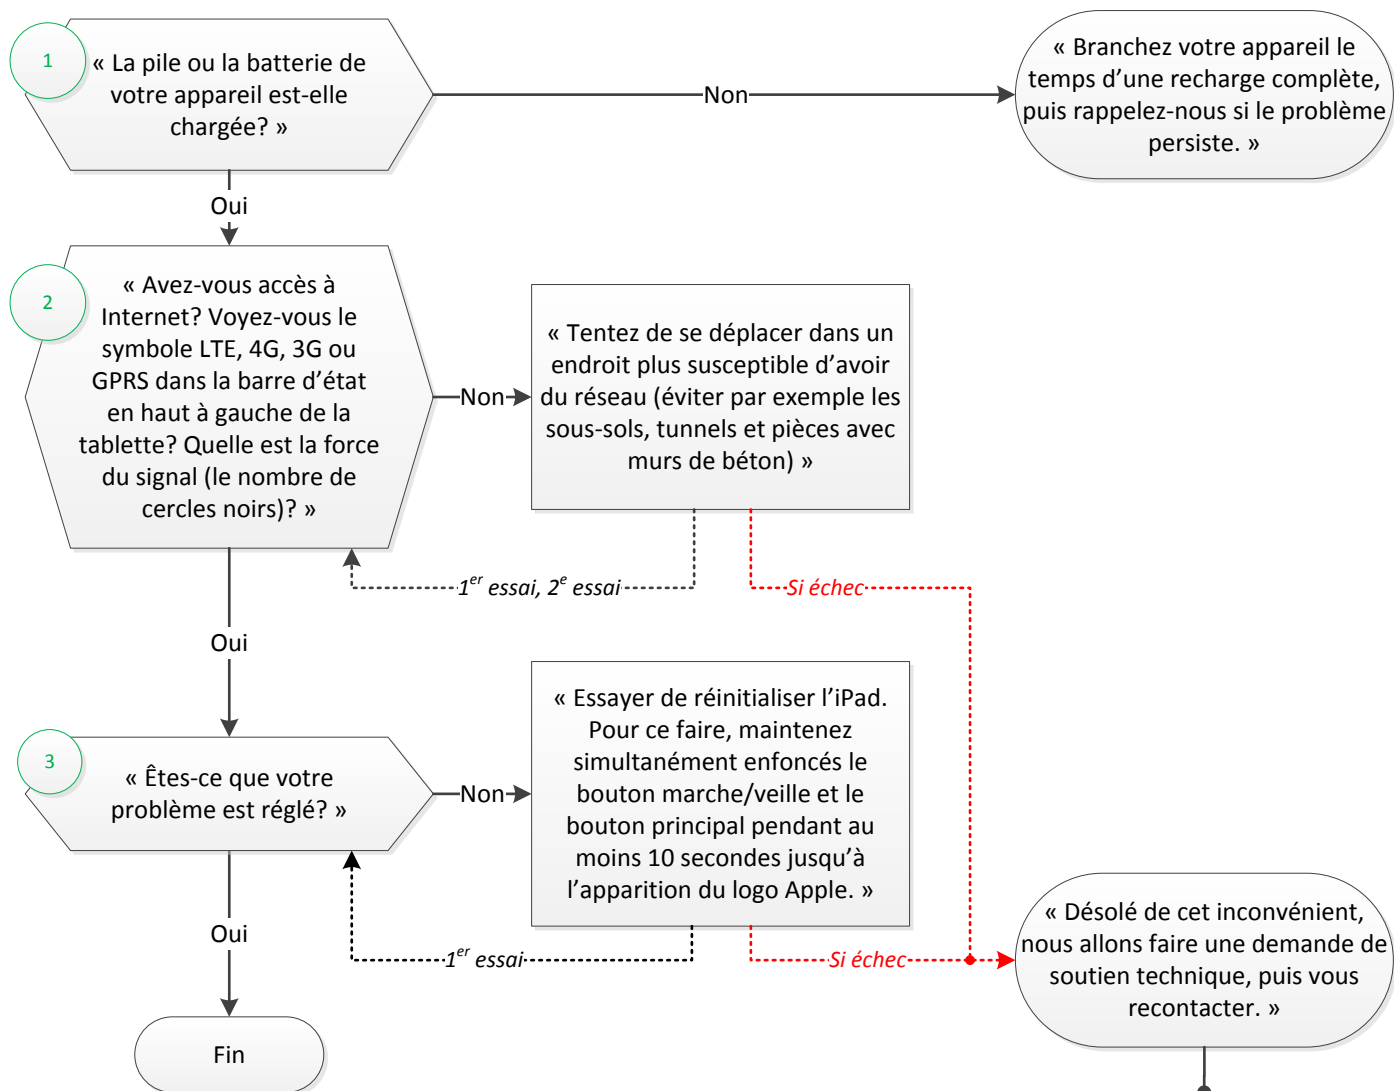 1
« La pile ou la batterie de
votre appareil est-elle
chargée? »
Non
« Branchez votre appareil le
temps d’une recharge complète,
puis rappelez-nous si le problème
persiste. »
Oui
2
« Avez-vous accès à
Internet? Voyez-vous le
symbole LTE, 4G, 3G ou
GPRS dans la barre d’état
en haut à gauche de la
tablette? Quelle est la force
du signal (le nombre de
cercles noirs)? »
Non
« Tentez de se déplacer dans un
endroit plus susceptible d’avoir
du réseau (éviter par exemple les
sous-sols, tunnels et pièces avec
murs de béton) »
1er essai, 2e essai
Si échec
Oui
3
« Êtes-ce que votre
problème est réglé? »
Non
« Essayer de réinitialiser l’iPad.
Pour ce faire, maintenez
simultanément enfoncés le
bouton marche/veille et le
bouton principal pendant au
moins 10 secondes jusqu’à
l’apparition du logo Apple. »
1er essai
Si échec
« Désolé de cet inconvénient,
nous allons faire une demande de
soutien technique, puis vous
recontacter. »
Oui
Fin